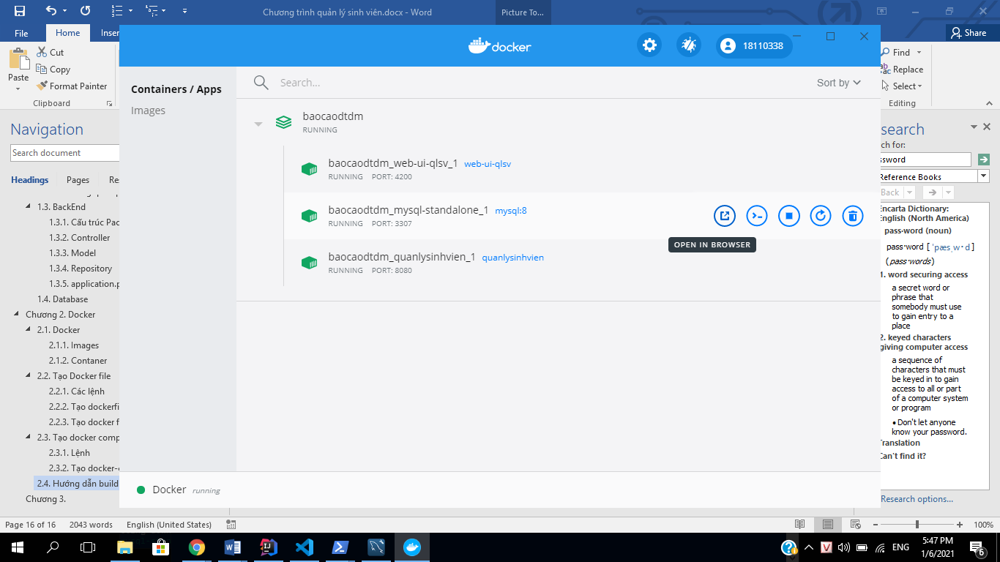 Chương trình quản lý sinh viên.docx - Word
Picture To...
File
Home
Inser
Share
Paste
Cut
Copy
Format Painter
Clipboard
Find
Replace
Select
Editing
docker
18110338
Containers / Apps
Images
Search...
Sort by
baocaodtdm
RUNNING
baocaodtdm_web-ui-qlsv_1 web-ui-qlsv
RUNNING PORT: 4200
baocaodtdm_mysql-standalone_1 mysql:8
RUNNING PORT: 3307
OPEN IN BROWSER
baocaodtdm_quanlysinhvien_1 quanlysinhvien
RUNNING PORT: 8080
Docker running
Navigation
Search document
Headings
Pages
Re
1.3. BackEnd
1.3.1. Cấu trúc Pac
1.3.2. Controller
1.3.3. Model
1.3.4. Repository
1.3.5. application.p
1.4. Database
Chương 2. Docker
2.1. Docker
2.1.1. Images
2.1.2. Contaner
2.2. Tạo Docker file
2.2.1. Các lệnh
2.2.2. Tạo dockerfi
2.2.3. Tạo docker f
2.3. Tạo docker comp
2.3.1. Lệnh
2.3.2. Tạo docker-c
2.4. Hướng dẫn build
Chương 3.
search
ch for:
ssword
Reference Books
Back
Encarta Dictionary:
English (North America)
pass·word (noun)
pass·word [ ˈpæsˌw·d ]
(pass·words)
1. word securing access
a secret word or
phrase that
somebody must use
to gain entry to a
place
2. keyed characters
giving computer access
a sequence of
characters that must
be keyed in to gain
access to all or part
of a computer system
or program
• Don't let anyone
know your password.
Translation
Can't find it?
Research options...
Page 16 of 16
2043 words
English (United States)
100%
ENG
5:47 PM
1/6/2021
6